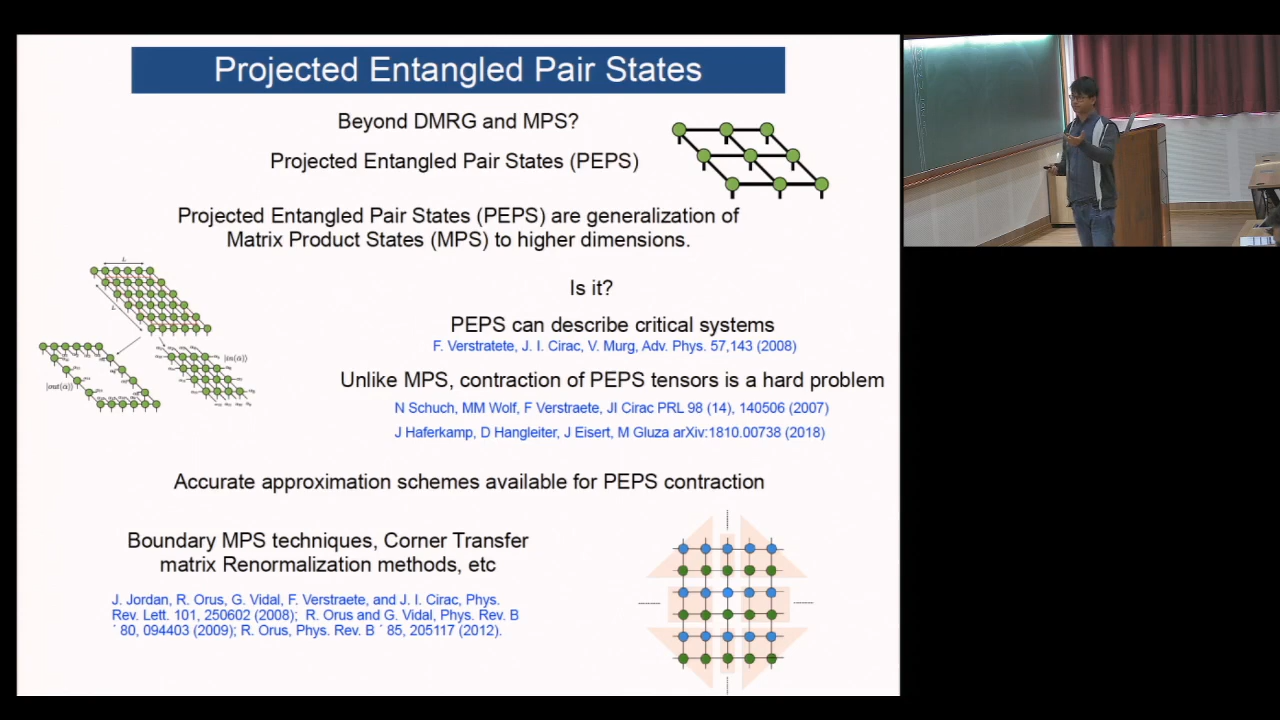 Projected Entangled Pair States
Beyond DMRG and MPS?
Projected Entangled Pair States (PEPS)
Projected Entangled Pair States (PEPS) are generalization of
Matrix Product States (MPS) to higher dimensions.
L
L
Is it?
PEPS can describe critical systems
F. Verstratete, J. I. Cirac, V. Murg, Adv. Phys. 57,143 (2008)
|in(ᾱ)⟩
|out(ᾱ)⟩
Unlike MPS, contraction of PEPS tensors is a hard problem
N Schuch, MM Wolf, F Verstraete, JI Cirac PRL 98 (14), 140506 (2007)
J Haferkamp, D Hangleiter, J Eisert, M Gluza arXiv:1810.00738 (2018)
Accurate approximation schemes available for PEPS contraction
Boundary MPS techniques, Corner Transfer
matrix Renormalization methods, etc
J. Jordan, R. Orus, G. Vidal, F. Verstraete, and J. I. Cirac, Phys.
Rev. Lett. 101, 250602 (2008); R. Orus and G. Vidal, Phys. Rev. B
´ 80, 094403 (2009); R. Orus, Phys. Rev. B ´ 85, 205117 (2012).